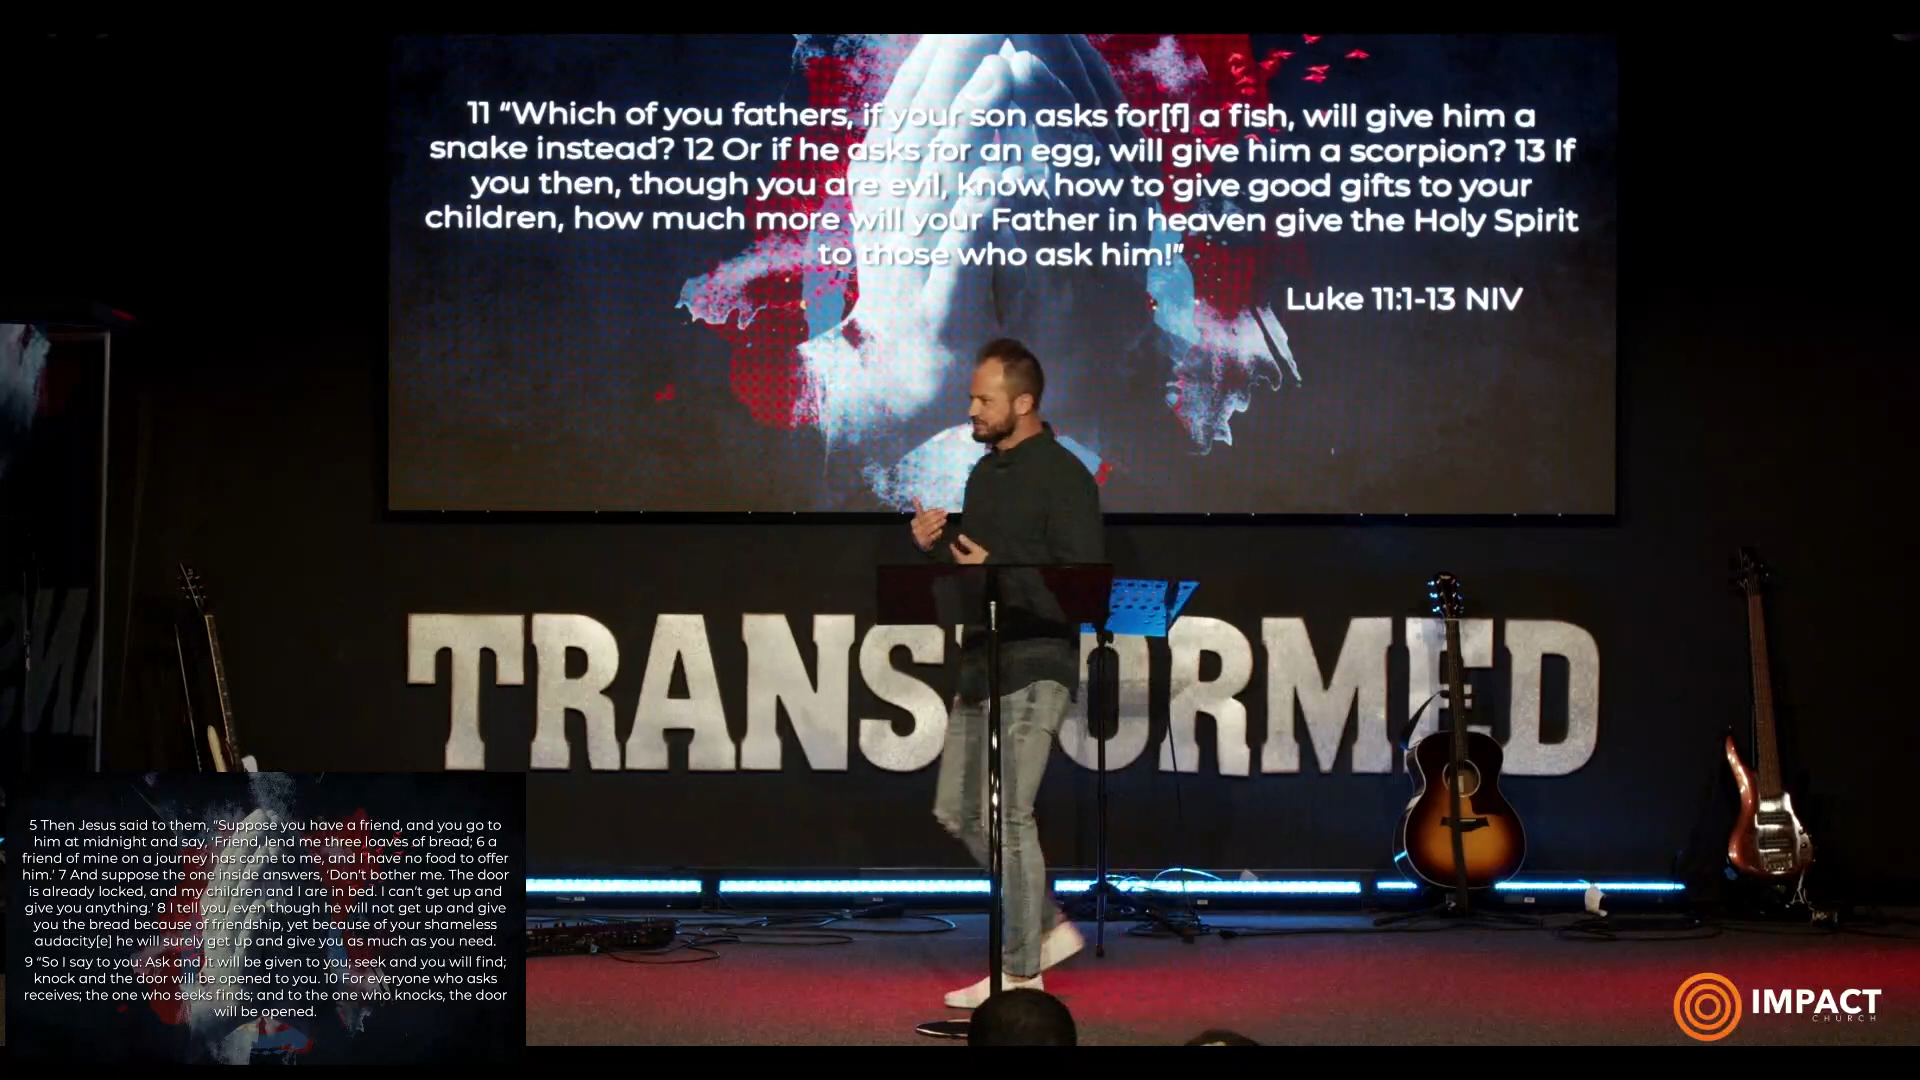 11 “Which of you fathers, if your son asks for[f] a fish, will give him a
snake instead? 12 Or if he asks for an egg, will give him a scorpion? 13 If
you then, though you are evil, know how to give good gifts to your
children, how much more will your Father in heaven give the Holy Spirit
to those who ask him!”
Luke 11:1-13 NIV
TRANSFORMED
5 Then Jesus said to them, “Suppose you have a friend, and you go to
him at midnight and say, ‘Friend, lend me three loaves of bread; 6 a
friend of mine on a journey has come to me, and I have no food to offer
him.’ 7 And suppose the one inside answers, ‘Don’t bother me. The door
is already locked, and my children and I are in bed. I can’t get up and
give you anything.’ 8 I tell you, even though he will not get up and give
you the bread because of friendship, yet because of your shameless
audacity[e] he will surely get up and give you as much as you need.
9 “So I say to you: Ask and it will be given to you; seek and you will find;
knock and the door will be opened to you. 10 For everyone who asks
receives; the one who seeks finds; and to the one who knocks, the door
will be opened.
IMPACT
CHURCH